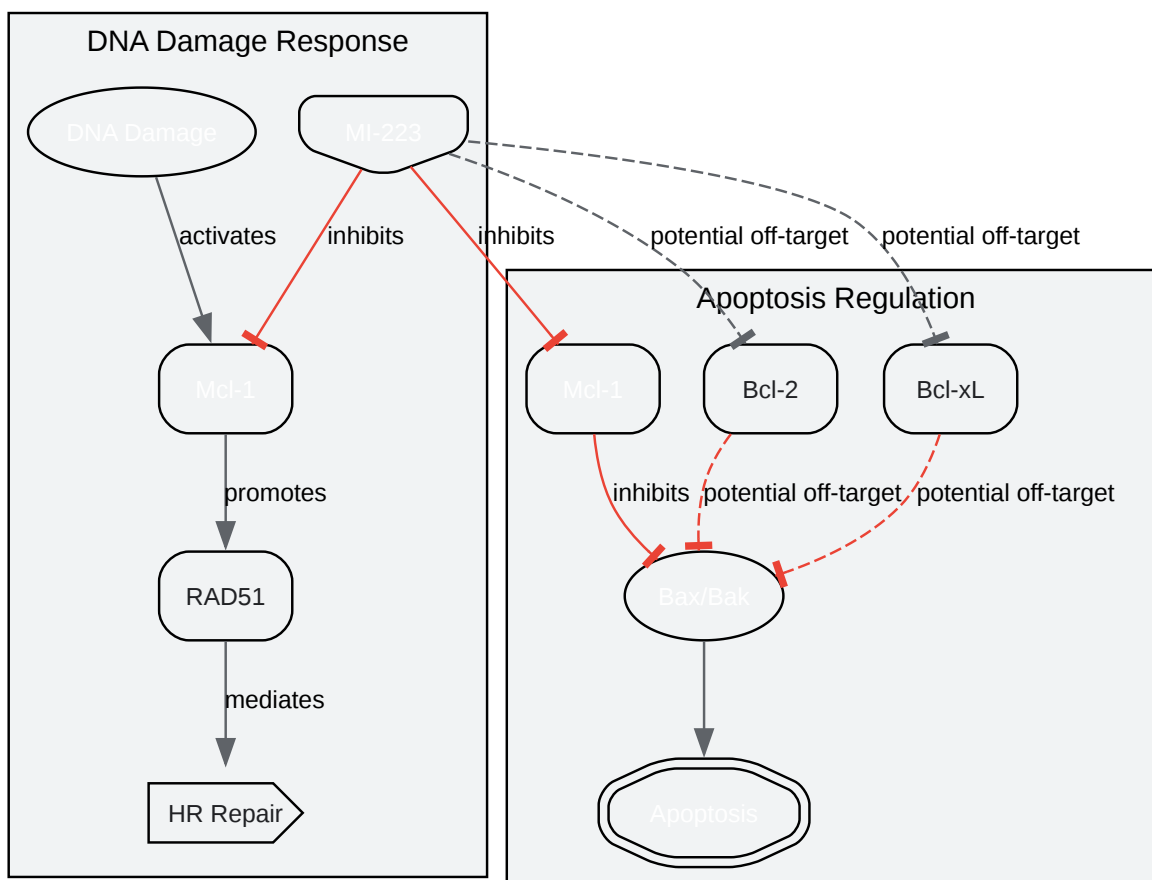 DNA Damage Response
DNA Damage
MI-223
activates
inhibits
inhibits
potential off-target
potential off-target
Apoptosis Regulation
Mcl-1
Mcl-1
Bcl-2
Bcl-xL
promotes
inhibits
potential off-target
potential off-target
RAD51
Bax/Bak
mediates
HR Repair
Apoptosis